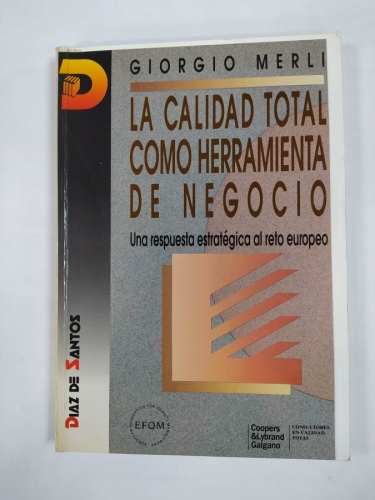 GIORGIO MERLI
LA CALIDAD TOTAL
COMO HERRAMIENTA
DE NEGOCIO
Una respuesta estratégica al reto europeo
DIAZ DE SANTOS
EFQM
Coopers
&Lybrand
Galgano
CONSULTORES
EN CALIDAD
TOTAL